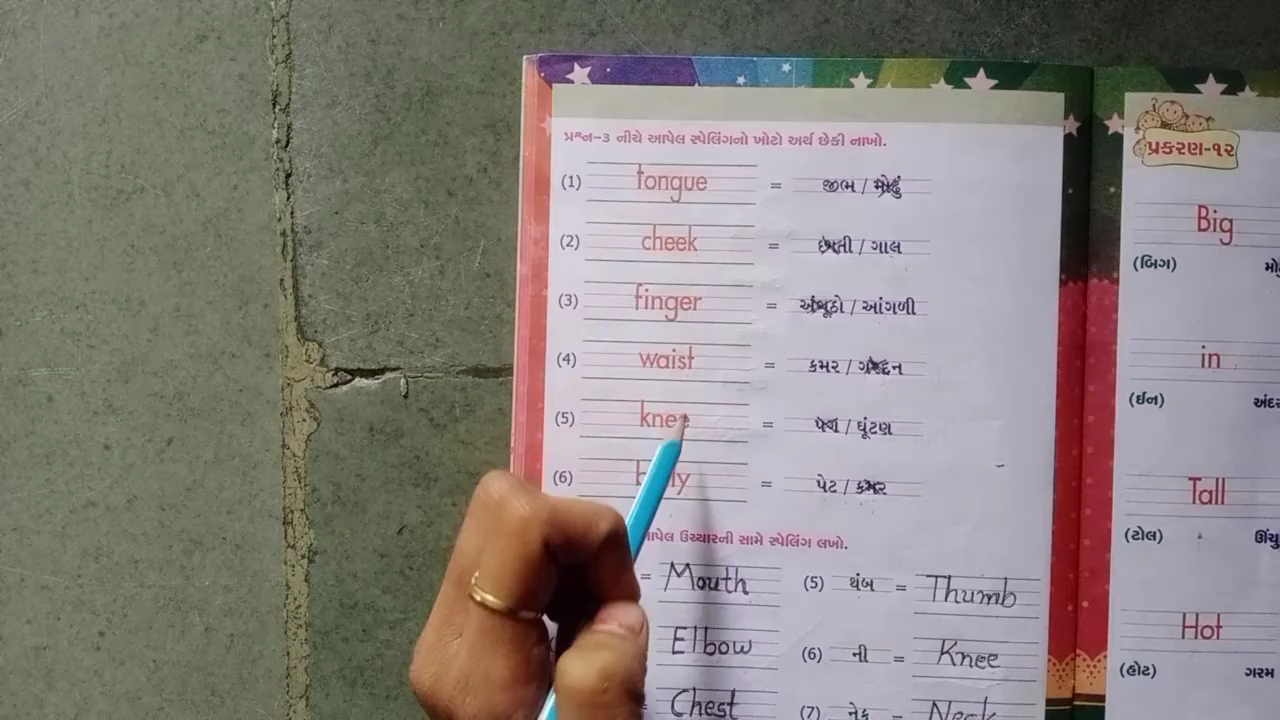 પ્રશ્ન-૩ નીચે આપેલ સ્પેલિંગનો ખોટો અર્થ છેકી નાખો.
(1) tongue = જીભ / મોઢું
(2) cheek = છાતી / ગાલ
(3) finger = અંગૂઠો / આંગળી
(4) waist = કમર / ગરદન
(5) knee = પેન / ઘૂંટણ
(6) = પેટ / કમર
આપેલ ઉચ્ચારની સામે સ્પેલિંગ લખો.
= Mouth (5) થંબ = Thumb
Elbow (6) ની = Knee
Chest (7) નેક = Neck
પ્રકરણ-૧૨
Big
(બિગ)
in
(ઈન) અંદર
Tall
(ટોલ) ઊંચુ
Hot
(હોટ) ગરમ